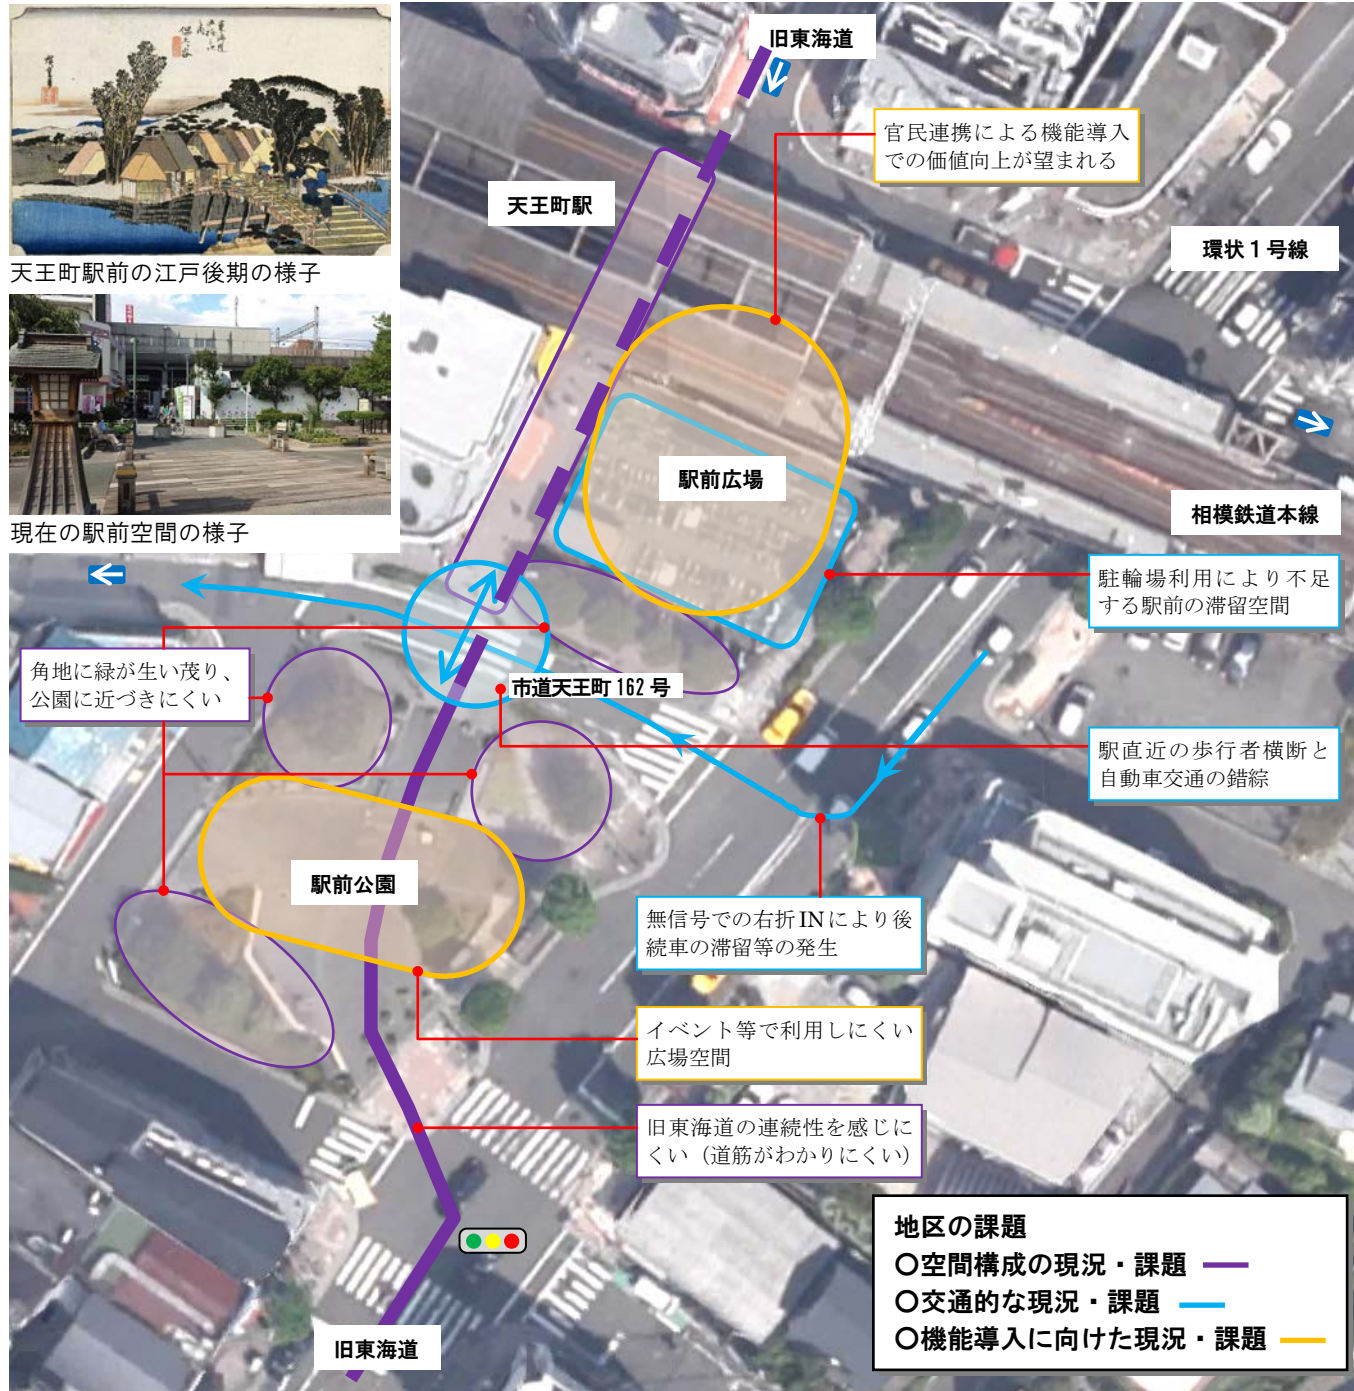 旧東海道
官民連携による機能導入
での価値向上が望まれる
天王町駅
環状1号線
天王町駅前の江戸後期の様子
駅前広場
相模鉄道本線
現在の駅前空間の様子
駐輪場利用により不足
する駅前の滞留空間
角地に緑が生い茂り、
公園に近づきにくい
市道天王町162号
駅直近の歩行者横断と
自動車交通の錯綜
駅前公園
無信号での右折INにより後
続車の滞留等の発生
イベント等で利用しにくい
広場空間
旧東海道の連続性を感じに
くい（道筋がわかりにくい）
地区の課題
〇空間構成の現況・課題
〇交通的な現況・課題
〇機能導入に向けた現況・課題
旧東海道